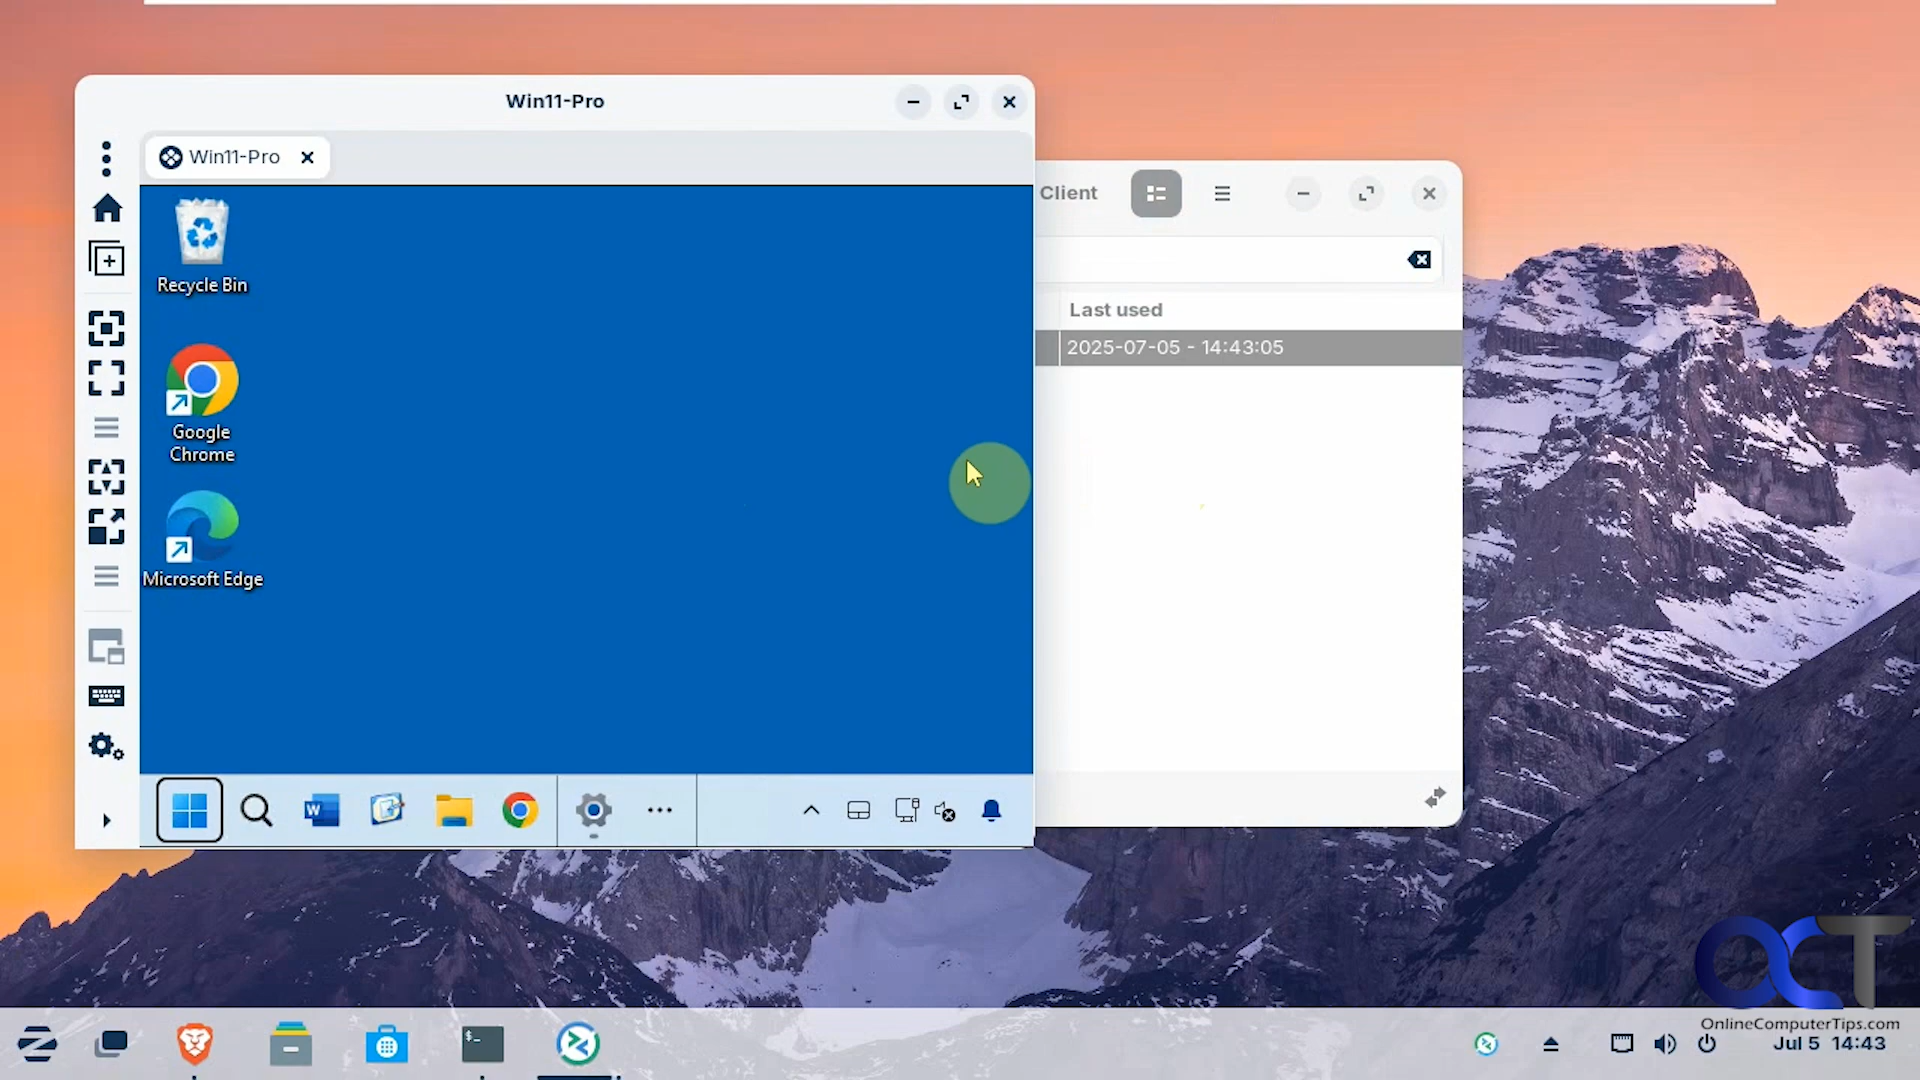 Win11-Pro
Win11-Pro
Client
Recycle Bin
Last used
2025-07-05 - 14:43:05
Google
Chrome
Microsoft Edge
OCT
OnlineComputerTips.com
Jul 5 14:43